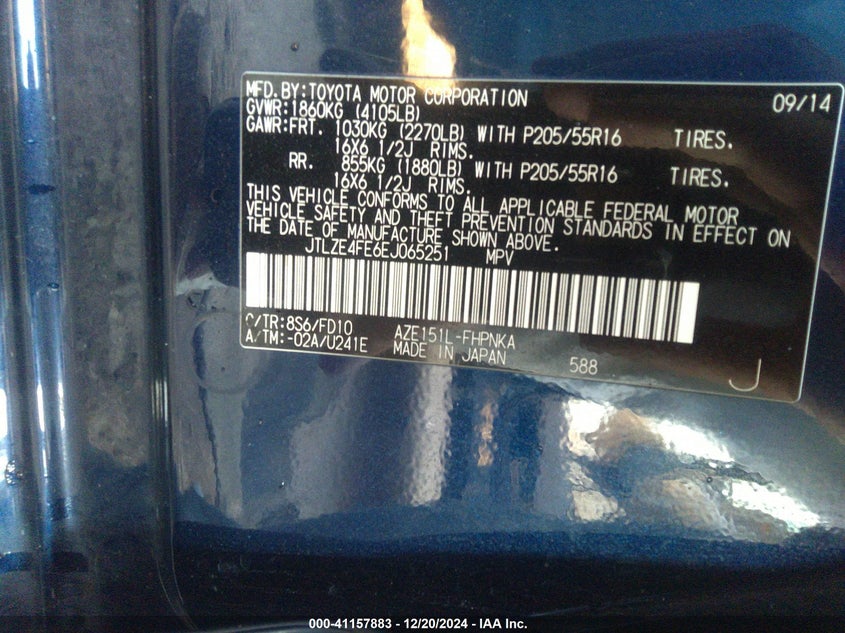 MFD.BY:TOYOTA MOTOR CORPORATION 09/14
GVWR:1860KG (4105LB)
GAWR:FRT. 1030KG (2270LB) WITH P205/55R16 TIRES.
16X6 1/2J RIMS.
RR. 855KG (1880LB) WITH P205/55R16 TIRES.
16X6 1/2J RIMS.
THIS VEHICLE CONFORMS TO ALL APPLICABLE FEDERAL MOTOR
VEHICLE SAFETY AND THEFT PREVENTION STANDARDS IN EFFECT ON
THE DATE OF MANUFACTURE SHOWN ABOVE.
JTLZE4FE6EJ065251 MPV
C/TR:8S6/FD10 AZE151L-FHPNKA
A/TM:-02A/U241E MADE IN JAPAN 588 J
000-41157883 - 12/20/2024 - IAA Inc.